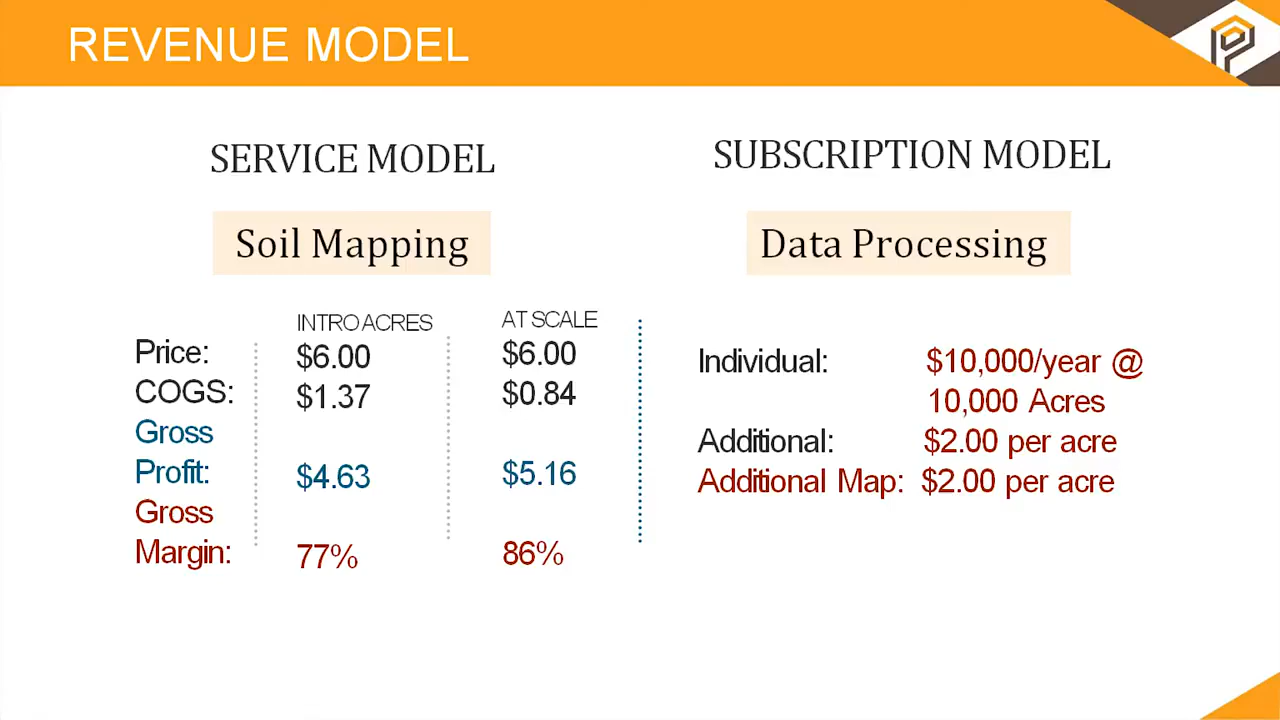 REVENUE MODEL
SERVICE MODEL
Soil Mapping
INTRO ACRES AT SCALE
Price: $6.00 $6.00
COGS: $1.37 $0.84
Gross
Profit: $4.63 $5.16
Gross
Margin: 77% 86%
SUBSCRIPTION MODEL
Data Processing
Individual: $10,000/year @
10,000 Acres
Additional: $2.00 per acre
Additional Map: $2.00 per acre